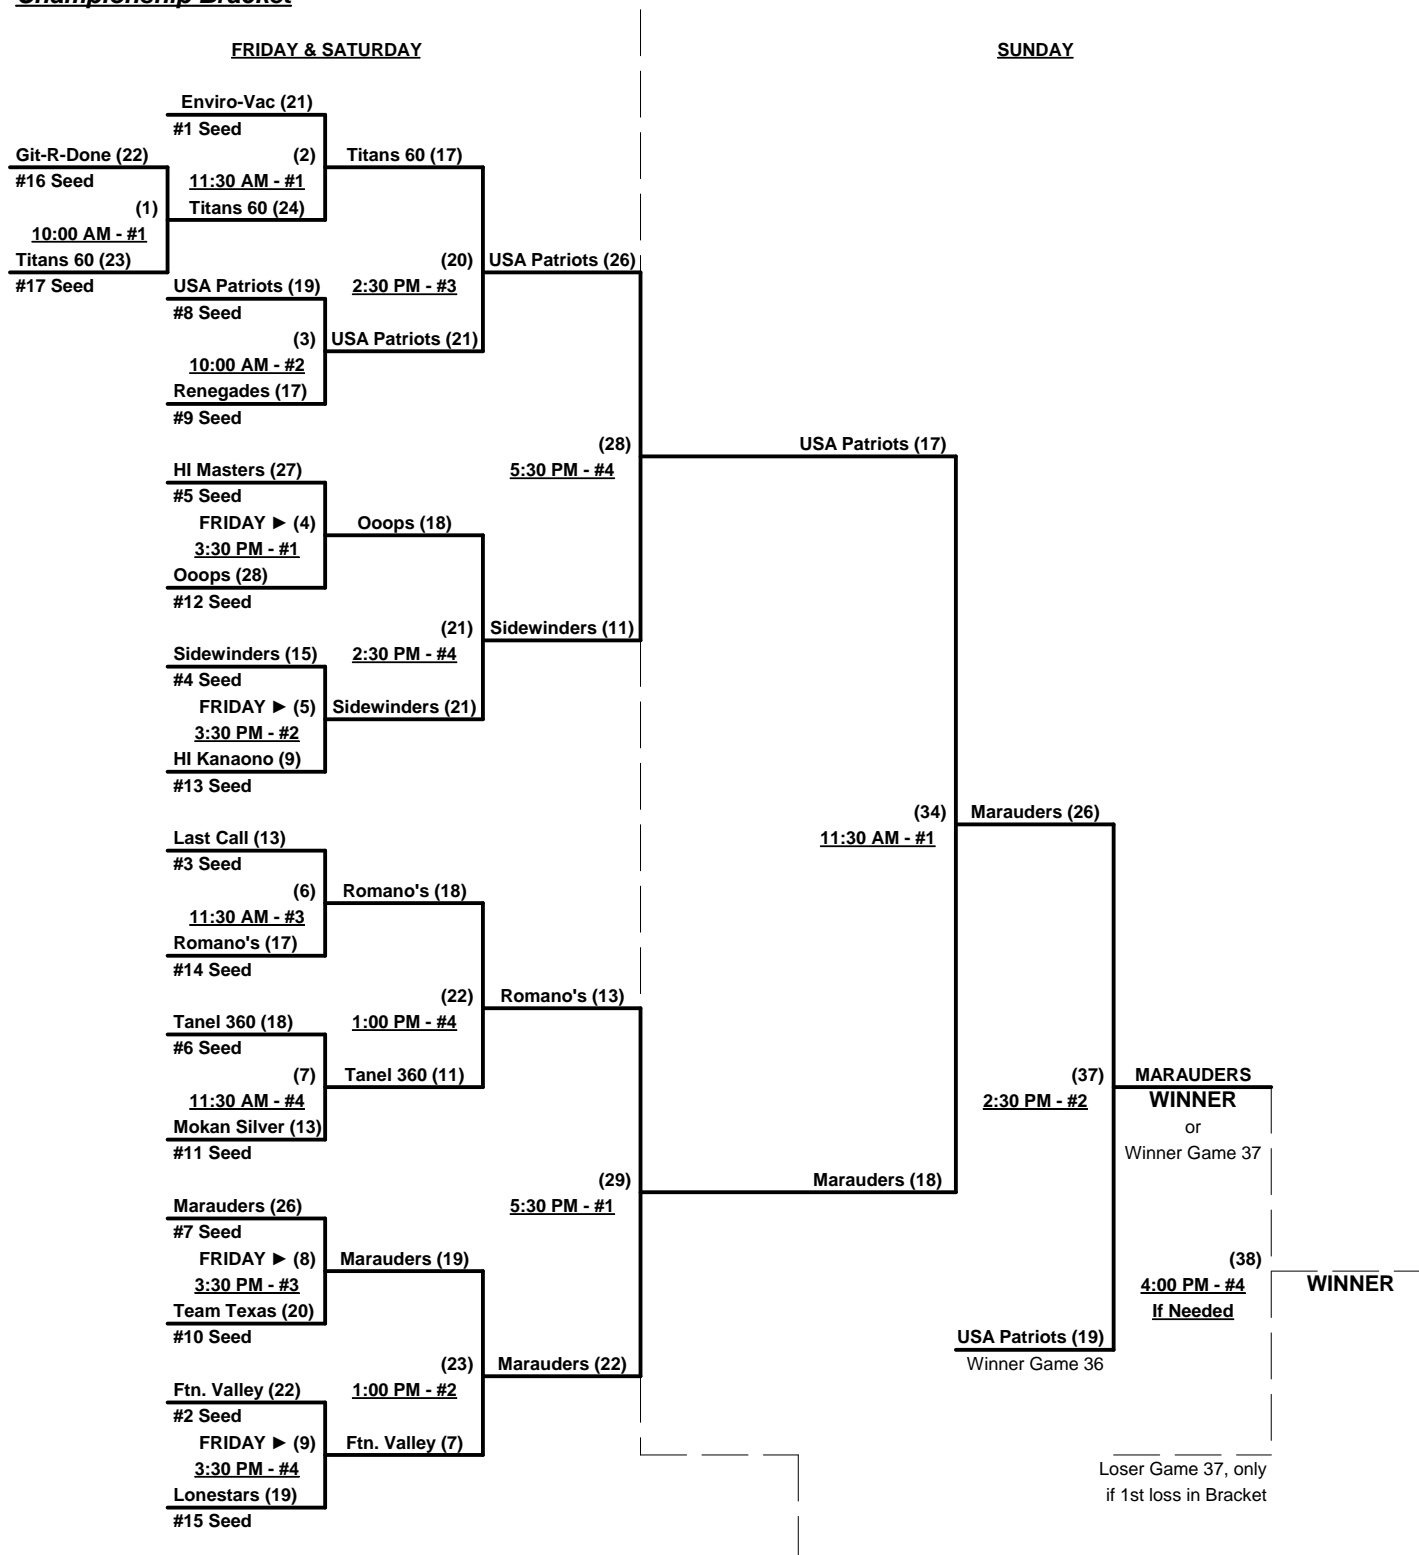 Championship Bracket
FRIDAY & SATURDAY
SUNDAY
Enviro-Vac (21)
#1 Seed
Git-R-Done (22)
#16 Seed
(2)
11:30 AM - #1
Titans 60 (17)
(1)
10:00 AM - #1
Titans 60 (24)
Titans 60 (23)
#17 Seed
(20)
2:30 PM - #3
USA Patriots (26)
USA Patriots (19)
#8 Seed
(3)
10:00 AM - #2
USA Patriots (21)
Renegades (17)
#9 Seed
(28)
5:30 PM - #4
USA Patriots (17)
HI Masters (27)
#5 Seed
FRIDAY ► (4)
3:30 PM - #1
Ooops (18)
Ooops (28)
#12 Seed
(21)
2:30 PM - #4
Sidewinders (11)
Sidewinders (15)
#4 Seed
FRIDAY ► (5)
3:30 PM - #2
Sidewinders (21)
HI Kanaono (9)
#13 Seed
(34)
11:30 AM - #1
Marauders (26)
Last Call (13)
#3 Seed
(6)
11:30 AM - #3
Romano's (18)
Romano's (17)
#14 Seed
(22)
1:00 PM - #4
Romano's (13)
Tanel 360 (18)
#6 Seed
(7)
11:30 AM - #4
Tanel 360 (11)
Mokan Silver (13)
#11 Seed
(37)
2:30 PM - #2
MARAUDERS
WINNER
or
Winner Game 37
(29)
5:30 PM - #1
Marauders (18)
Marauders (26)
#7 Seed
FRIDAY ► (8)
3:30 PM - #3
Marauders (19)
Team Texas (20)
#10 Seed
(38)
4:00 PM - #4
If Needed
WINNER
USA Patriots (19)
Winner Game 36
(23)
1:00 PM - #2
Marauders (22)
Ftn. Valley (22)
#2 Seed
FRIDAY ► (9)
3:30 PM - #4
Ftn. Valley (7)
Lonestars (19)
#15 Seed
Loser Game 37, only
if 1st loss in Bracket